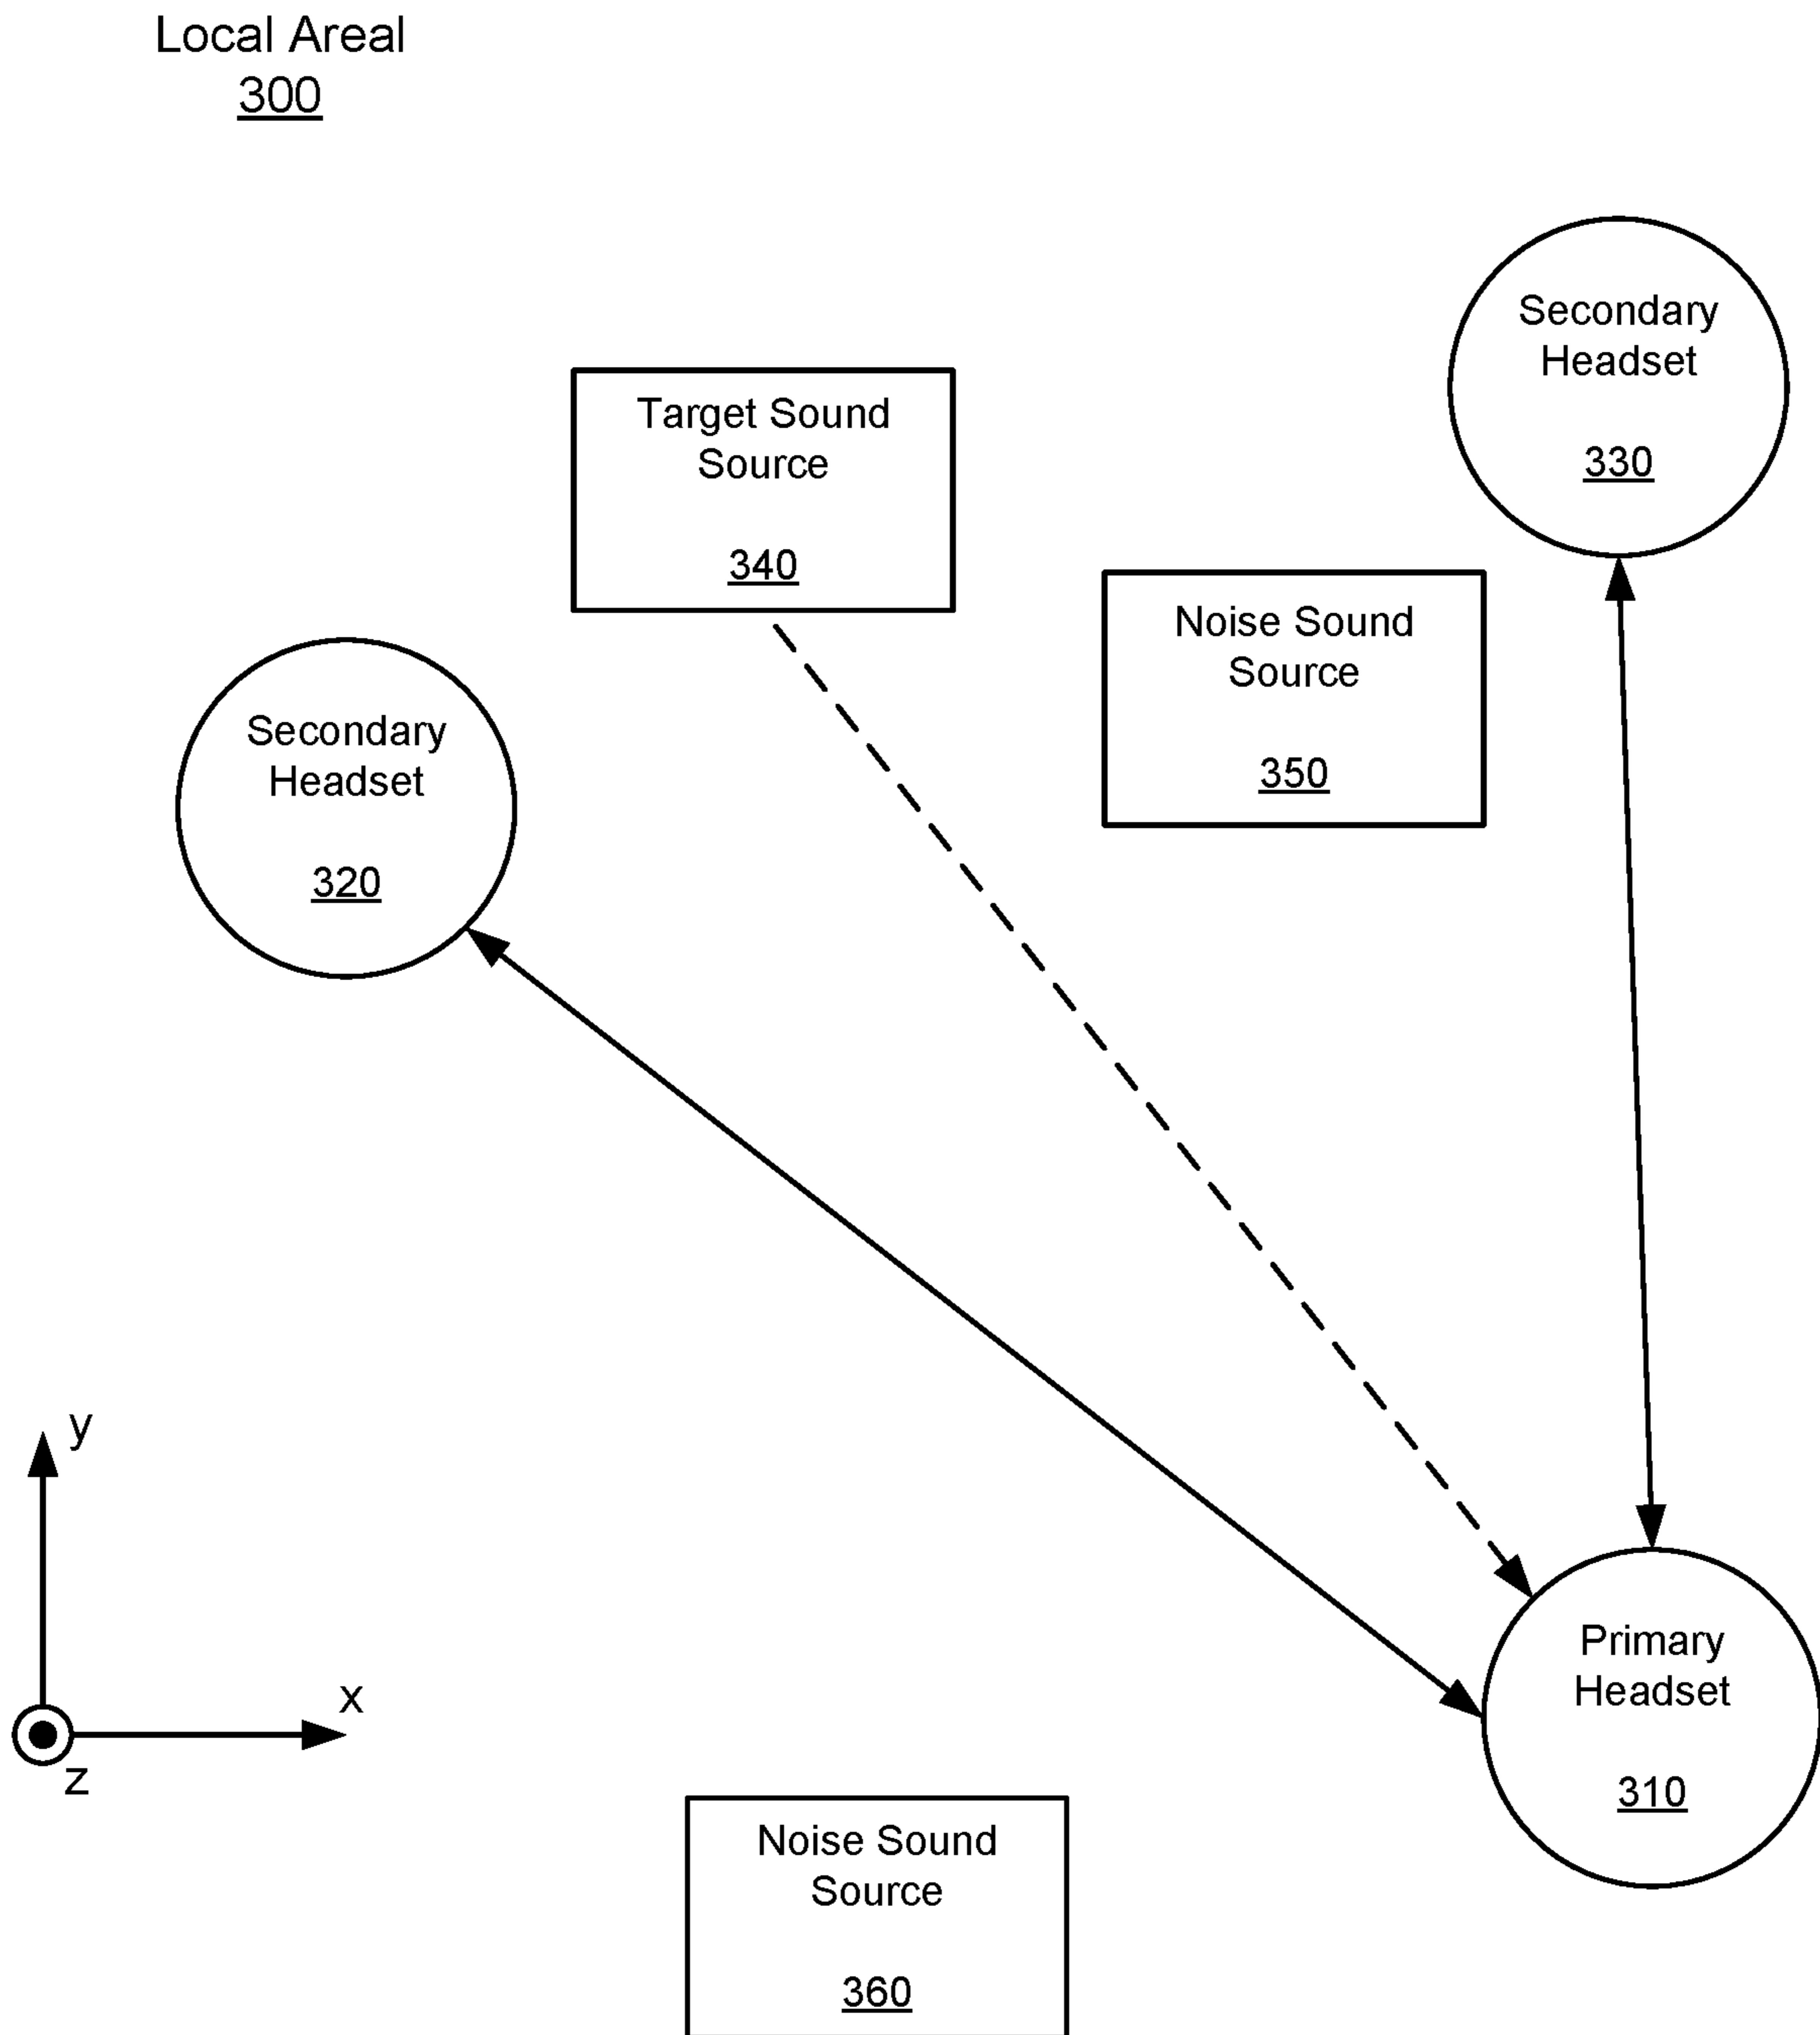 Local Areal
300
Secondary
Headset
330
Target Sound
Source
340
Noise Sound
Source
350
Secondary
Headset
320
y
x
z
Primary
Headset
310
Noise Sound
Source
360